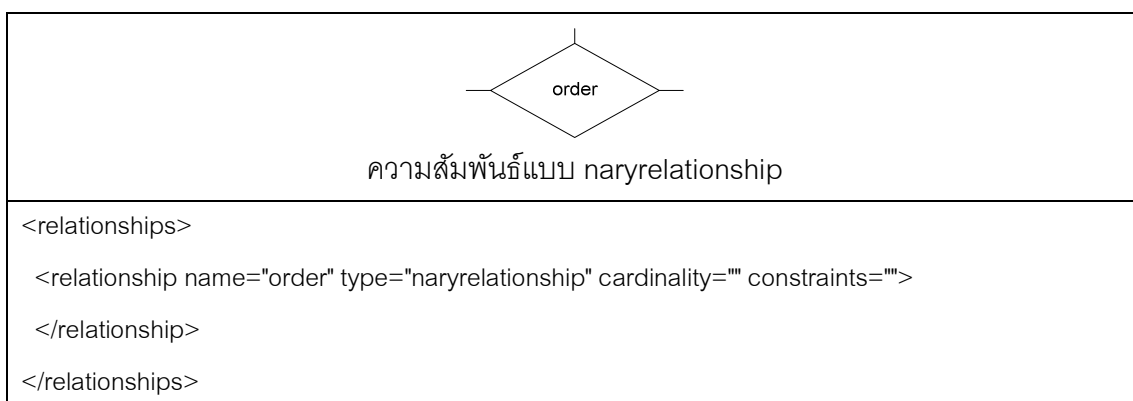 order
ความสัมพันธ์แบบ naryrelationship
<relationships>
<relationship name="order" type="naryrelationship" cardinality="" constraints="">
</relationship>
</relationships>